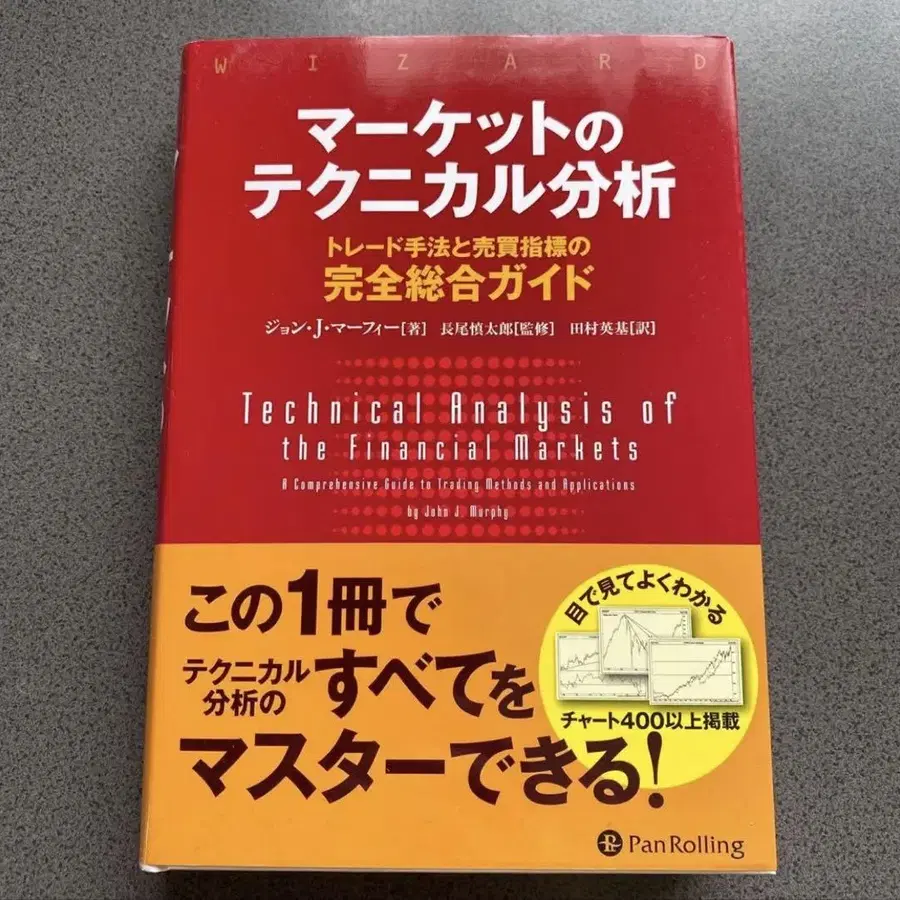 WIZARD
マーケットの
テクニカル分析
トレード手法と売買指標の
完全総合ガイド
ジョン・J・マーフィー[著] 長尾慎太郎[監修] 田村英基[訳]
Technical Analysis of
the Financial Markets
A Comprehensive Guide to Trading Methods and Applications
by John J. Murphy
この1冊で
テクニカル
分析の
すべてを
マスターできる!
目で見てよくわかる
チャート400以上掲載
PanRolling